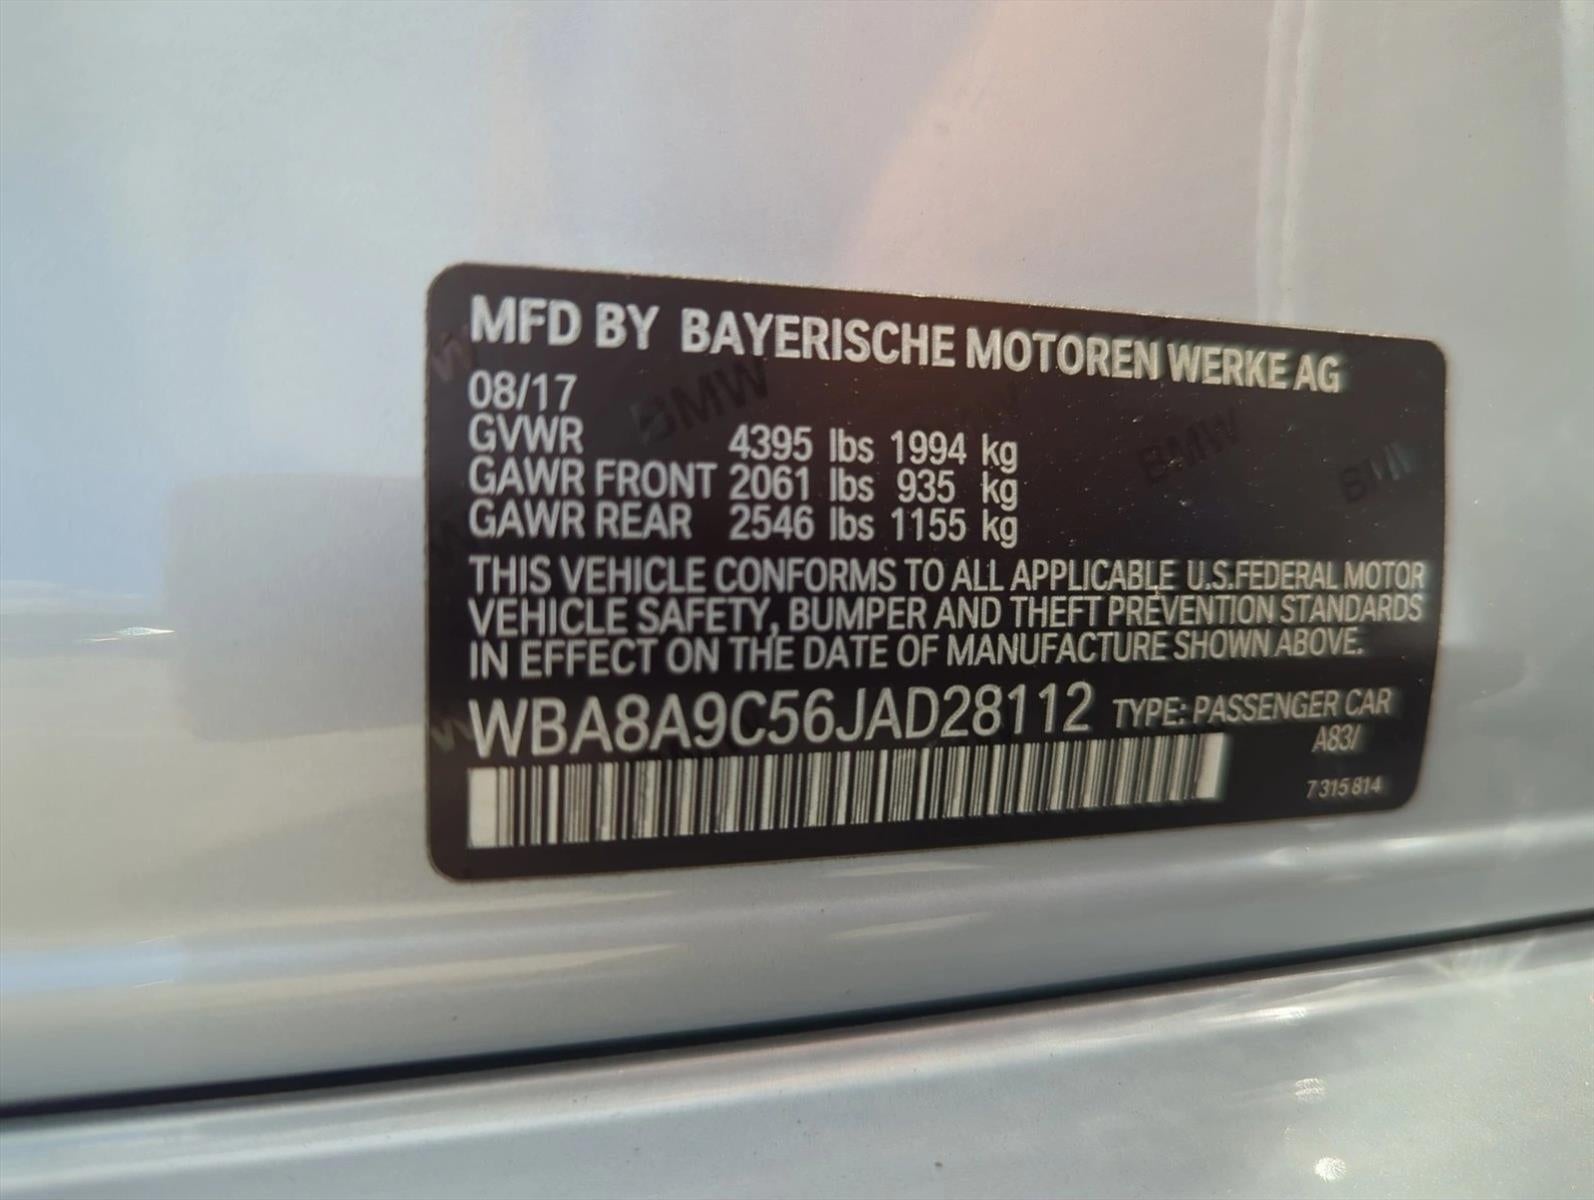 MFD BY BAYERISCHE MOTOREN WERKE AG
08/17
GVWR 4395 lbs 1994 kg
GAWR FRONT 2061 lbs 935 kg
GAWR REAR 2546 lbs 1155 kg
THIS VEHICLE CONFORMS TO ALL APPLICABLE U.S.FEDERAL MOTOR
VEHICLE SAFETY, BUMPER AND THEFT PREVENTION STANDARDS
IN EFFECT ON THE DATE OF MANUFACTURE SHOWN ABOVE.
WBA8A9C56JAD28112 TYPE: PASSENGER CAR
A83/
7 315 814
BMW
BMW
BMW